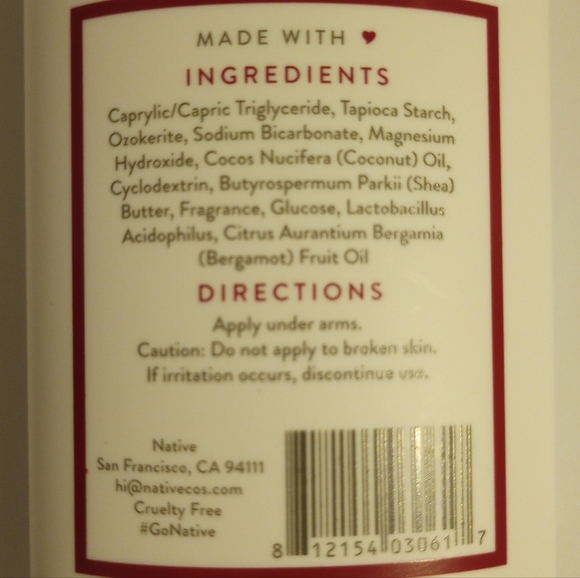 MADE WITH ♥
INGREDIENTS
Caprylic/Capric Triglyceride, Tapioca Starch,
Ozokerite, Sodium Bicarbonate, Magnesium
Hydroxide, Cocos Nucifera (Coconut) Oil,
Cyclodextrin, Butyrospermum Parkii (Shea)
Butter, Fragrance, Glucose, Lactobacillus
Acidophilus, Citrus Aurantium Bergamia
(Bergamot) Fruit Oil
DIRECTIONS
Apply under arms.
Caution: Do not apply to broken skin.
If irritation occurs, discontinue use.
Native
San Francisco, CA 94111
hi@nativecos.com
Cruelty Free
#GoNative
8 12154 03061 7